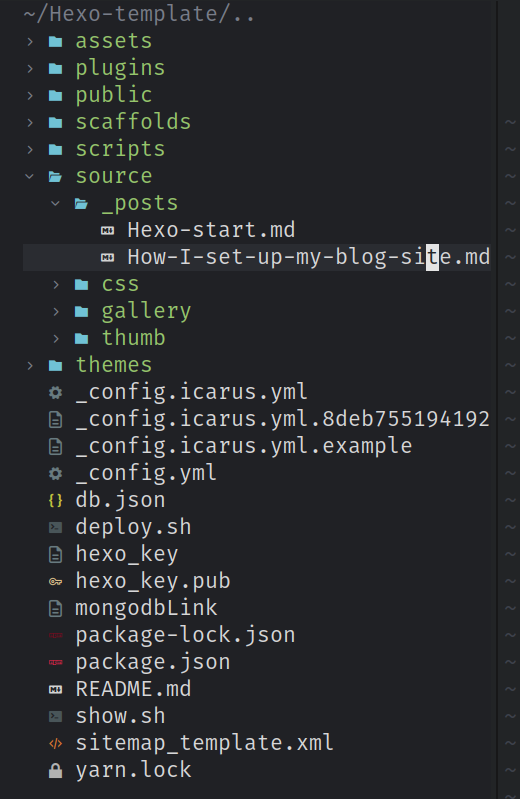 ~/Hexo-template/..
assets
plugins
public
scaffolds
scripts
source
_posts
Hexo-start.md
How-I-set-up-my-blog-site.md
css
gallery
thumb
themes
_config.icarus.yml
_config.icarus.yml.8deb755194192
_config.icarus.yml.example
_config.yml
db.json
deploy.sh
hexo_key
hexo_key.pub
mongodbLink
package-lock.json
package.json
README.md
show.sh
sitemap_template.xml
yarn.lock